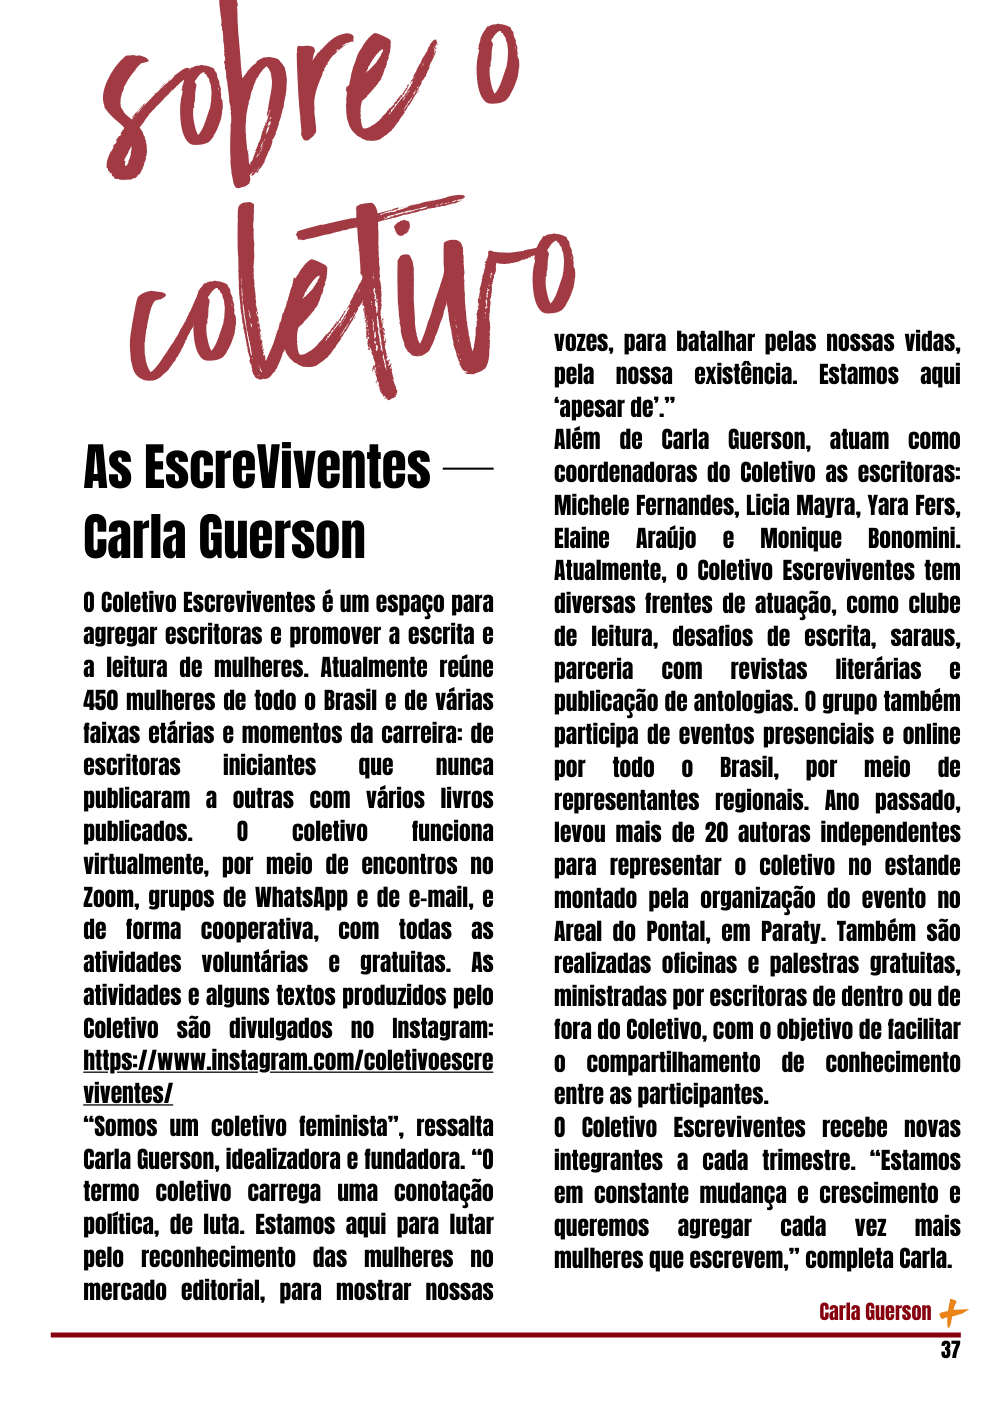 sobre o
coletivo
As EscreViventes —
Carla Guerson
O Coletivo Escreviventes é um espaço para
agregar escritoras e promover a escrita e
a leitura de mulheres. Atualmente reúne
450 mulheres de todo o Brasil e de várias
faixas etárias e momentos da carreira: de
escritoras iniciantes que nunca
publicaram a outras com vários livros
publicados. O coletivo funciona
virtualmente, por meio de encontros no
Zoom, grupos de WhatsApp e de e-mail, e
de forma cooperativa, com todas as
atividades voluntárias e gratuitas. As
atividades e alguns textos produzidos pelo
Coletivo são divulgados no Instagram:
https://www.instagram.com/coletivoescre
viventes/
“Somos um coletivo feminista”, ressalta
Carla Guerson, idealizadora e fundadora. “O
termo coletivo carrega uma conotação
política, de luta. Estamos aqui para lutar
pelo reconhecimento das mulheres no
mercado editorial, para mostrar nossas
vozes, para batalhar pelas nossas vidas,
pela nossa existência. Estamos aqui
‘apesar de’.”
Além de Carla Guerson, atuam como
coordenadoras do Coletivo as escritoras:
Michele Fernandes, Licia Mayra, Yara Fers,
Elaine Araújo e Monique Bonomini.
Atualmente, o Coletivo Escreviventes tem
diversas frentes de atuação, como clube
de leitura, desafios de escrita, saraus,
parceria com revistas literárias e
publicação de antologias. O grupo também
participa de eventos presenciais e online
por todo o Brasil, por meio de
representantes regionais. Ano passado,
levou mais de 20 autoras independentes
para representar o coletivo no estande
montado pela organização do evento no
Areal do Pontal, em Paraty. Também são
realizadas oficinas e palestras gratuitas,
ministradas por escritoras de dentro ou de
fora do Coletivo, com o objetivo de facilitar
o compartilhamento de conhecimento
entre as participantes.
O Coletivo Escreviventes recebe novas
integrantes a cada trimestre. “Estamos
em constante mudança e crescimento e
queremos agregar cada vez mais
mulheres que escrevem,” completa Carla.
Carla Guerson
37